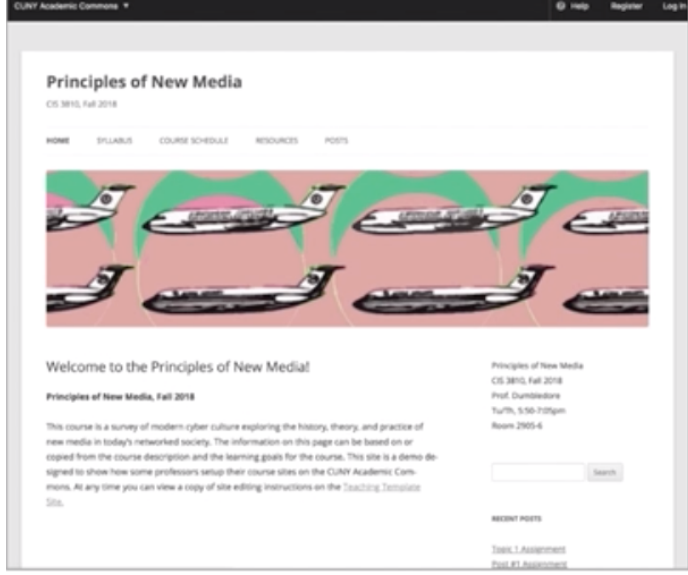 CUNY Academic Commons ▼
Help Register Log In
Principles of New Media
CIS 3810, Fall 2018
HOME SYLLABUS COURSE SCHEDULE RESOURCES POSTS
Welcome to the Principles of New Media!
Principles of New Media, Fall 2018
This course is a survey of modern cyber culture exploring the history, theory, and practice of
new media in today's networked society. The information on this page can be based on or
copied from the course description and the learning goals for the course. This site is a demo de-
signed to show how some professors setup their course sites on the CUNY Academic Com-
mons. At any time you can view a copy of site editing instructions on the Teaching Template
Site.
Principles of New Media
CIS 3810, Fall 2018
Prof. Dumbledore
Tu/Th, 5:50-7:05pm
Room 2905-6
Search
RECENT POSTS
Topic 1 Assignment
Post #1 Assignment